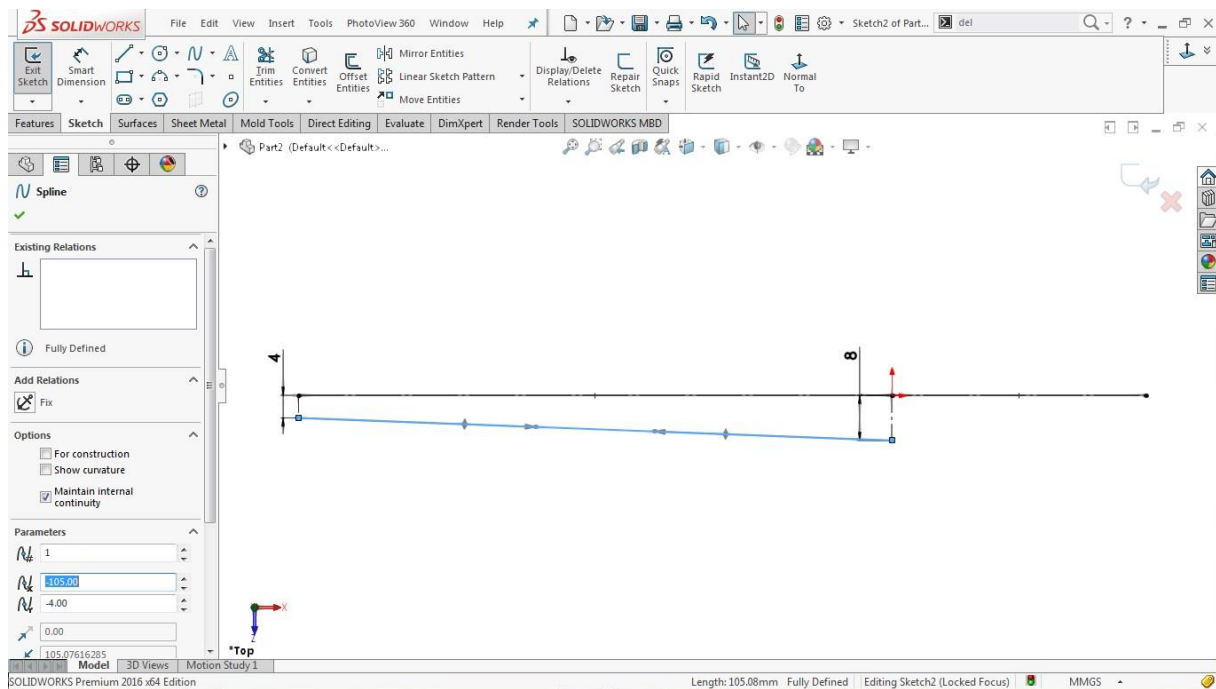 SOLIDWORKS File Edit View Insert Tools PhotoView 360 Window Help Sketch2 of Part... del ?
Exit Sketch
Smart Dimension
Trim Entities
Convert Entities
Offset Entities
Mirror Entities
Linear Sketch Pattern
Move Entities
Display/Delete Relations
Repair Sketch
Quick Snaps
Rapid Sketch
Instant2D
Normal To
Features Sketch Surfaces Sheet Metal Mold Tools Direct Editing Evaluate DimXpert Render Tools SOLIDWORKS MBD
Part2 (Default<<Default>...
Spline
Existing Relations
Fully Defined
Add Relations
Fix
Options
For construction
Show curvature
Maintain internal
continuity
Parameters
1
-105.00
-4.00
0.00
105.07616285
4
8
X
Z
*Top
Model 3D Views Motion Study 1
SOLIDWORKS Premium 2016 x64 Edition Length: 105.08mm Fully Defined Editing Sketch2 (Locked Focus) MMGS